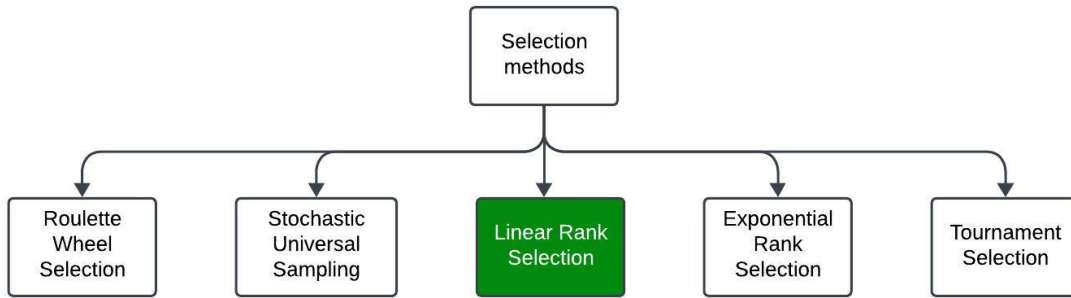 Selection
methods
Roulette
Wheel
Selection
Stochastic
Universal
Sampling
Linear Rank
Selection
Exponential
Rank
Selection
Tournament
Selection